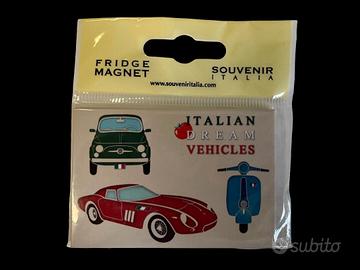 FRIDGE
MAGNET
SOUVENIR
ITALIA
www.souveniritalia.com
ITALIAN
DREAM
VEHICLES
subito